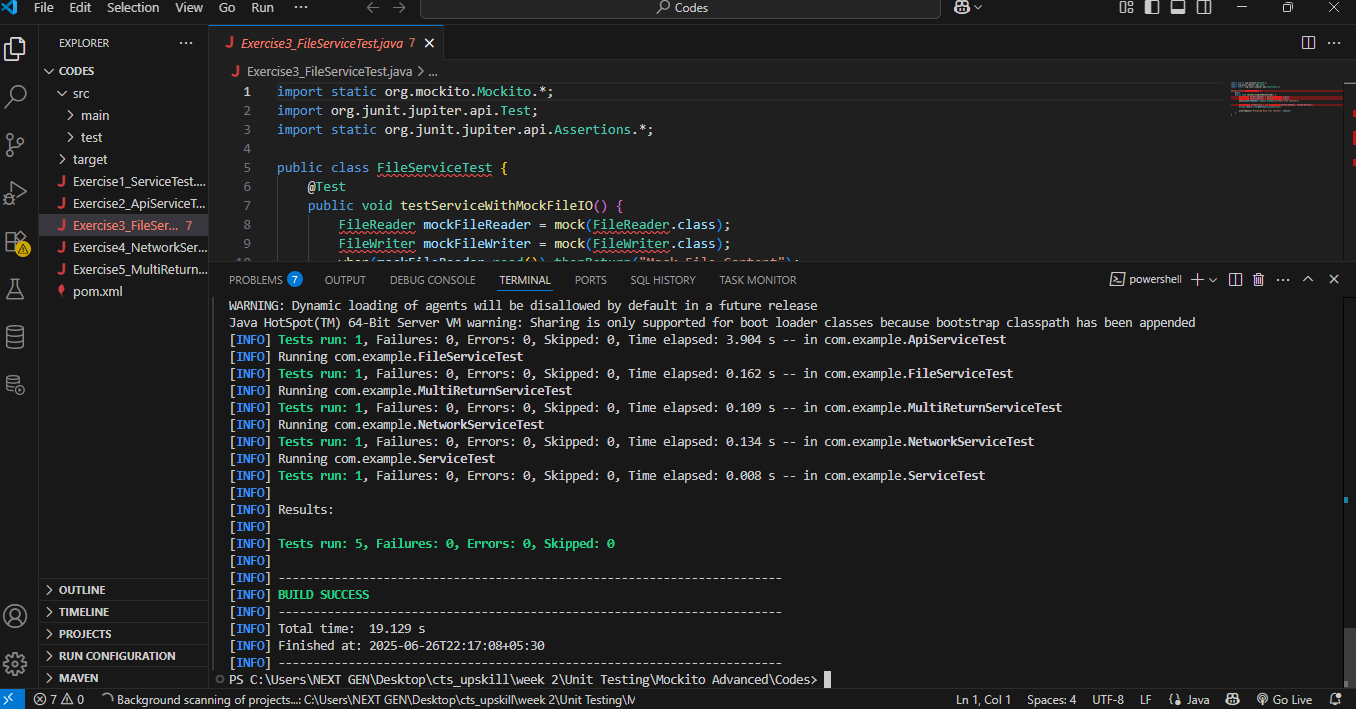 File Edit Selection View Go Run ··· Codes
EXPLORER ···
CODES
src
main
test
target
Exercise1_ServiceTest....
Exercise2_ApiServiceT...
Exercise3_FileSer... 7
Exercise4_NetworkSer...
Exercise5_MultiReturn...
pom.xml
OUTLINE
TIMELINE
PROJECTS
RUN CONFIGURATION
MAVEN
Exercise3_FileServiceTest.java 7
Exercise3_FileServiceTest.java > ...
1 import static org.mockito.Mockito.*;
2 import org.junit.jupiter.api.Test;
3 import static org.junit.jupiter.api.Assertions.*;
4
5 public class FileServiceTest {
6 @Test
7 public void testServiceWithMockFileIO() {
8 FileReader mockFileReader = mock(FileReader.class);
9 FileWriter mockFileWriter = mock(FileWriter.class);
10 when(mockFileReader.read()).thenReturn("Mock File Content");
PROBLEMS 7 OUTPUT DEBUG CONSOLE TERMINAL PORTS SQL HISTORY TASK MONITOR powershell
WARNING: Dynamic loading of agents will be disallowed by default in a future release
Java HotSpot(TM) 64-Bit Server VM warning: Sharing is only supported for boot loader classes because bootstrap classpath has been appended
[INFO] Tests run: 1, Failures: 0, Errors: 0, Skipped: 0, Time elapsed: 3.904 s -- in com.example.ApiServiceTest
[INFO] Running com.example.FileServiceTest
[INFO] Tests run: 1, Failures: 0, Errors: 0, Skipped: 0, Time elapsed: 0.162 s -- in com.example.FileServiceTest
[INFO] Running com.example.MultiReturnServiceTest
[INFO] Tests run: 1, Failures: 0, Errors: 0, Skipped: 0, Time elapsed: 0.109 s -- in com.example.MultiReturnServiceTest
[INFO] Running com.example.NetworkServiceTest
[INFO] Tests run: 1, Failures: 0, Errors: 0, Skipped: 0, Time elapsed: 0.134 s -- in com.example.NetworkServiceTest
[INFO] Running com.example.ServiceTest
[INFO] Tests run: 1, Failures: 0, Errors: 0, Skipped: 0, Time elapsed: 0.008 s -- in com.example.ServiceTest
[INFO]
[INFO] Results:
[INFO]
[INFO] Tests run: 5, Failures: 0, Errors: 0, Skipped: 0
[INFO]
[INFO] ------------------------------------------------------------------------
[INFO] BUILD SUCCESS
[INFO] ------------------------------------------------------------------------
[INFO] Total time:  19.129 s
[INFO] Finished at: 2025-06-26T22:17:08+05:30
[INFO] ------------------------------------------------------------------------
PS C:\Users\NEXT GEN\Desktop\cts_upskill\week 2\Unit Testing\Mockito Advanced\Codes>
7 0 Background scanning of projects...: C:\Users\NEXT GEN\Desktop\cts_upskill\week 2\Unit Testing\M Ln 1, Col 1 Spaces: 4 UTF-8 LF {} Java Go Live